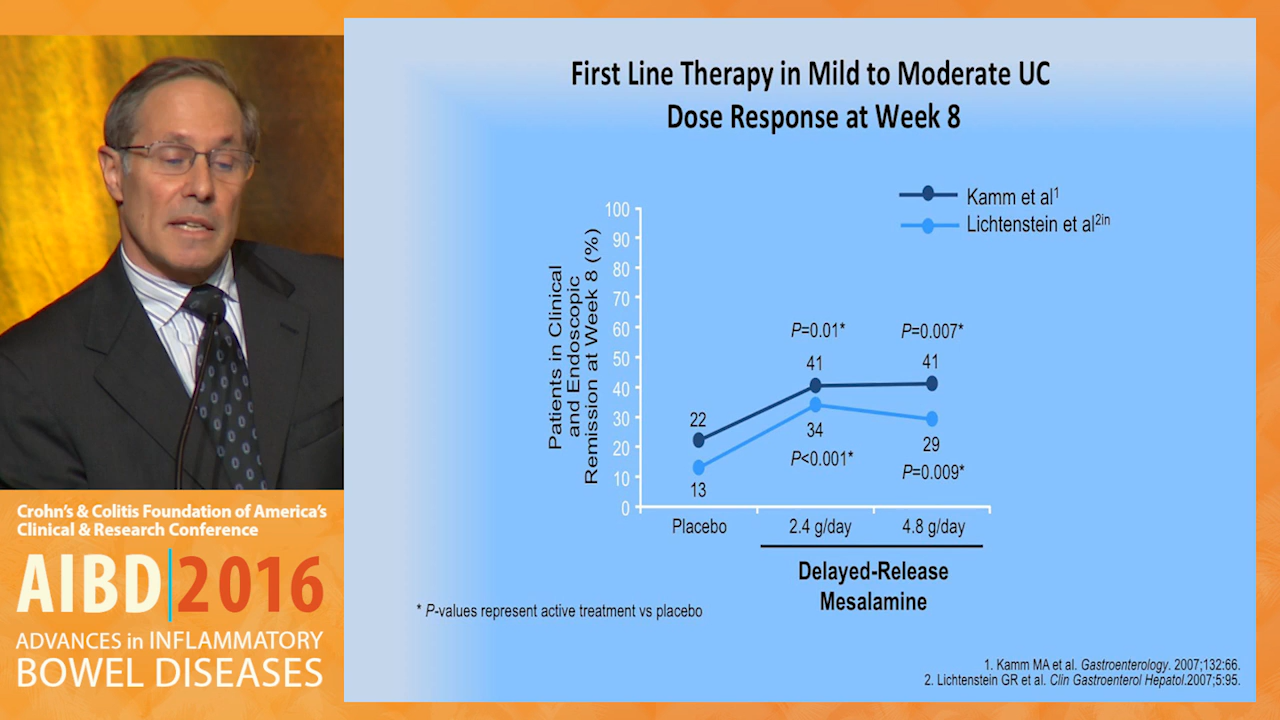 First Line Therapy in Mild to Moderate UC
Dose Response at Week 8
Kamm et al1
Lichtenstein et al2in
Patients in Clinical
and Endoscopic
Remission at Week 8 (%)
100
90
80
70
60
50
40
30
20
10
0
P=0.01*
P=0.007*
41
41
22
34
29
13
P<0.001*
P=0.009*
Placebo
2.4 g/day
4.8 g/day
Delayed-Release
Mesalamine
* P-values represent active treatment vs placebo
1. Kamm MA et al. Gastroenterology. 2007;132:66.
2. Lichtenstein GR et al. Clin Gastroenterol Hepatol.2007;5:95.
Crohn's & Colitis Foundation of America's
Clinical & Research Conference
AIBD|2016
ADVANCES in INFLAMMATORY
BOWEL DISEASES